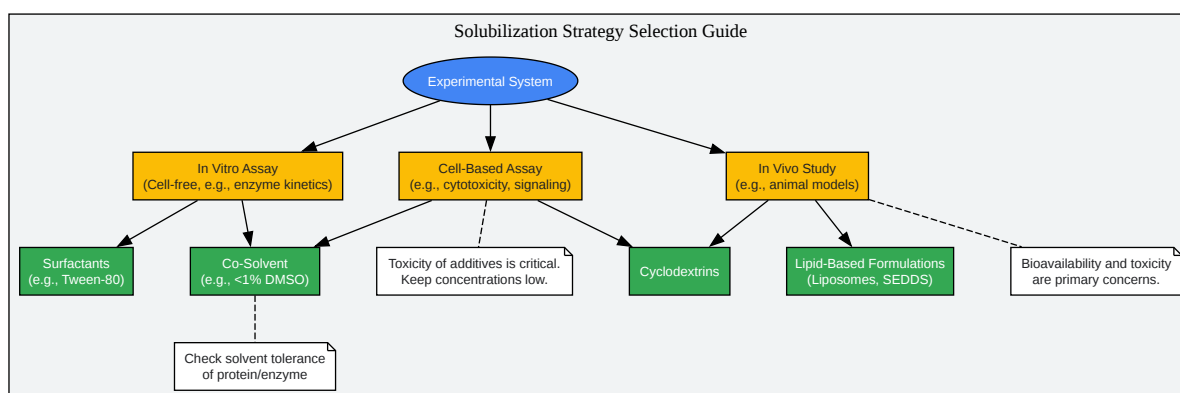 Solubilization Strategy Selection Guide
Experimental System
In Vitro Assay
(Cell-free, e.g., enzyme kinetics)
Cell-Based Assay
(e.g., cytotoxicity, signaling)
In Vivo Study
(e.g., animal models)
Surfactants
(e.g., Tween-80)
Co-Solvent
(e.g., <1% DMSO)
Toxicity of additives is critical.
Keep concentrations low.
Cyclodextrins
Lipid-Based Formulations
(Liposomes, SEDDS)
Bioavailability and toxicity
are primary concerns.
Check solvent tolerance
of protein/enzyme